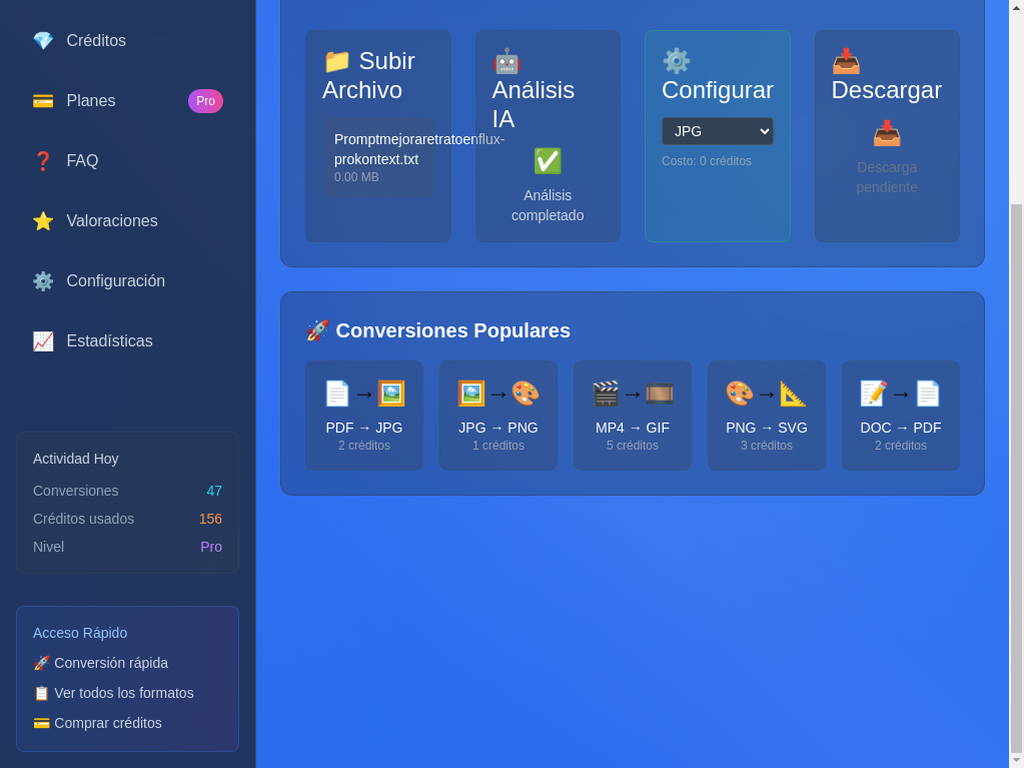 Créditos
Planes
Pro
FAQ
Valoraciones
Configuración
Estadísticas
Actividad Hoy
Conversiones 47
Créditos usados 156
Nivel Pro
Acceso Rápido
Conversión rápida
Ver todos los formatos
Comprar créditos
Subir
Archivo
Promptmejoraretratoenflux-
prokontext.txt
0.00 MB
Análisis
IA
Análisis
completado
Configurar
JPG
Costo: 0 créditos
Descargar
Descarga
pendiente
Conversiones Populares
PDF → JPG
2 créditos
JPG → PNG
1 créditos
MP4 → GIF
5 créditos
PNG → SVG
3 créditos
DOC → PDF
2 créditos